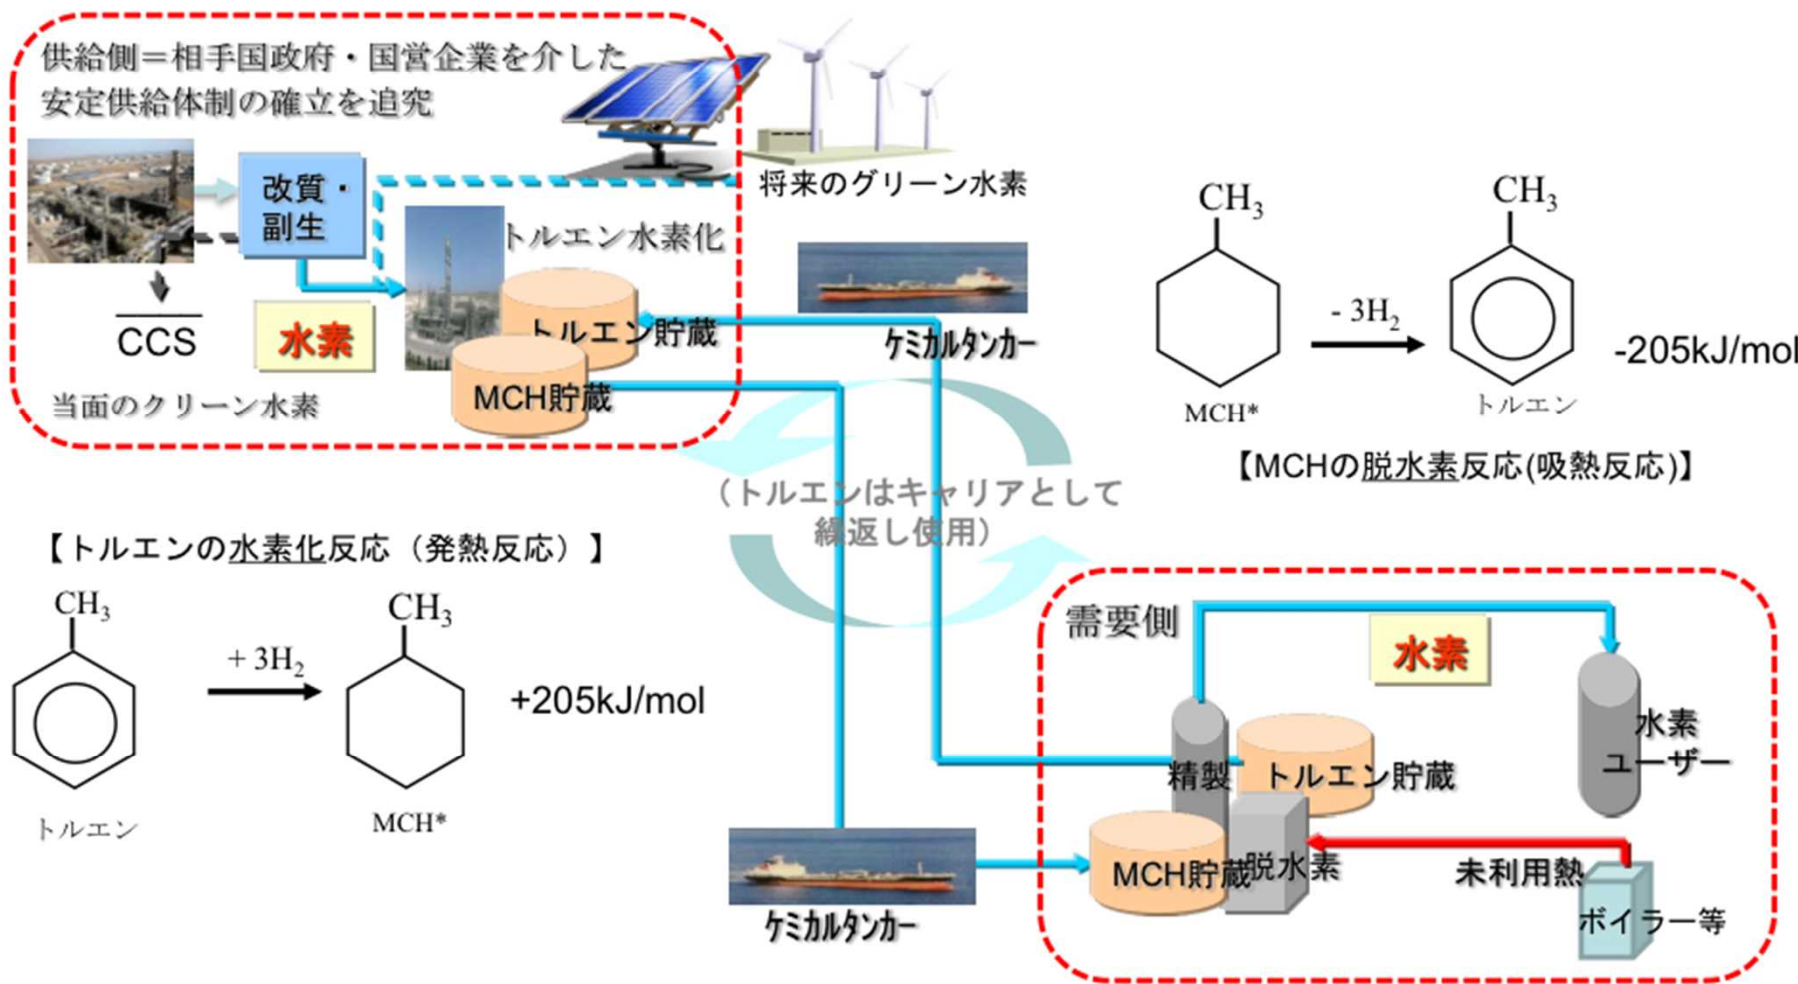 供給側＝相手国政府・国営企業を介した
安定供給体制の確立を追究
改質・
副生
CCS
水素
当面のクリーン水素
トルエン水素化
トルエン貯蔵
MCH貯蔵
将来のグリーン水素
ケミカルタンカー
CH₃
- 3H₂
CH₃
-205kJ/mol
MCH*
トルエン
【MCHの脱水素反応(吸熱反応)】
（トルエンはキャリアとして
繰返し使用）
【トルエンの水素化反応（発熱反応）】
CH₃
+ 3H₂
CH₃
+205kJ/mol
トルエン
MCH*
ケミカルタンカー
需要側
水素
精製
トルエン貯蔵
水素
ユーザー
MCH貯蔵
脱水素
未利用熱
ボイラー等